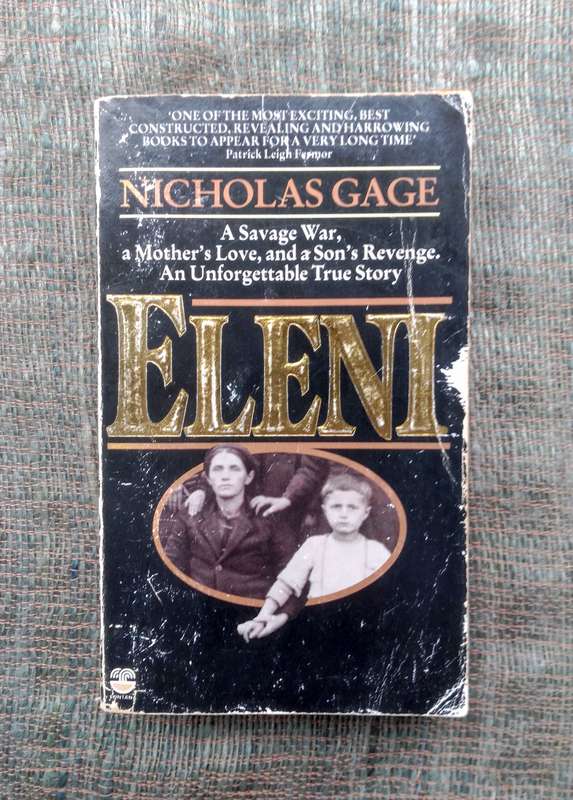 'ONE OF THE MOST EXCITING, BEST
CONSTRUCTED, REVEALING AND HARROWING
BOOKS TO APPEAR FOR A VERY LONG TIME'
Patrick Leigh Fermor
NICHOLAS GAGE
A Savage War,
a Mother's Love, and a Son's Revenge.
An Unforgettable True Story
ELENI